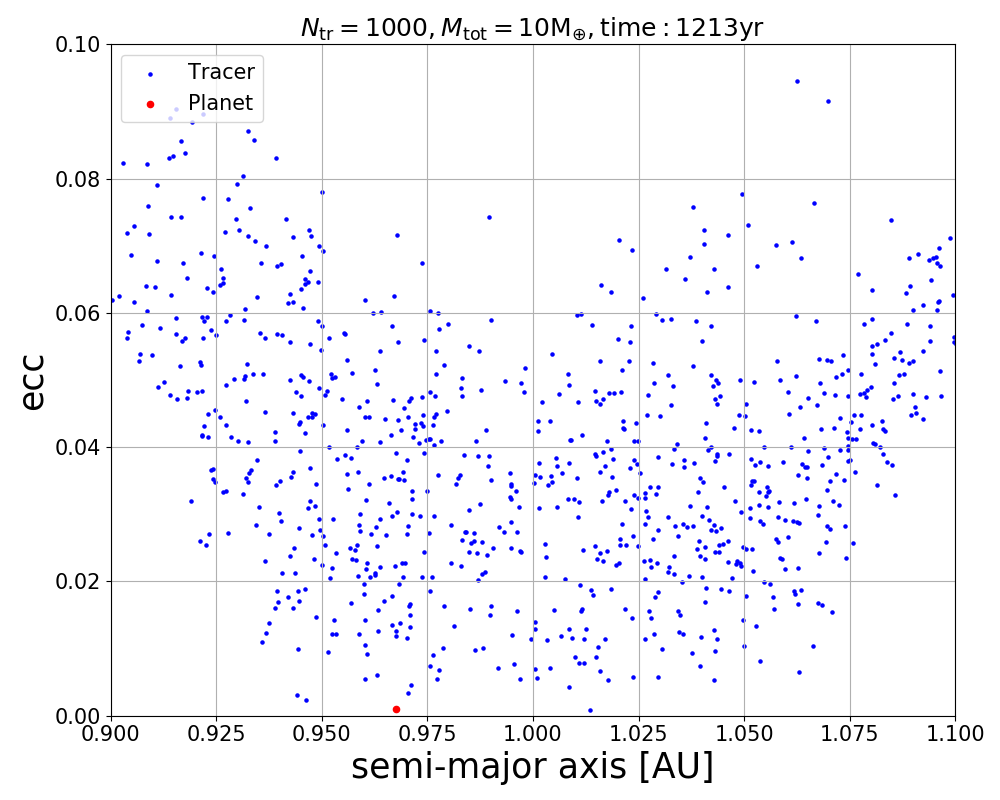 N_tr = 1000, M_tot = 10M_⊕, time : 1213yr
Tracer
Planet
ecc
0.10
0.08
0.06
0.04
0.02
0.00
0.900 0.925 0.950 0.975 1.000 1.025 1.050 1.075 1.100
semi-major axis [AU]